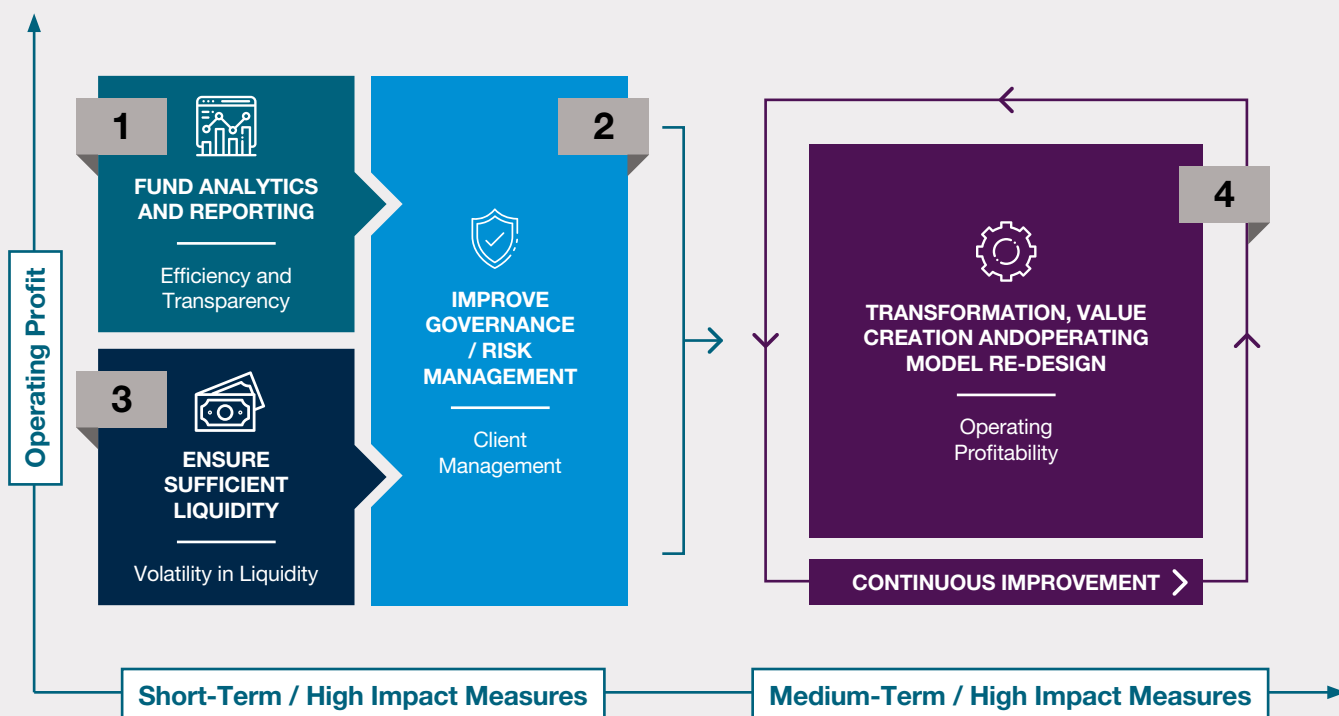 1
FUND ANALYTICS
AND REPORTING
Efficiency and
Transparency
2
IMPROVE
GOVERNANCE
/ RISK
MANAGEMENT
Client
Management
3
ENSURE
SUFFICIENT
LIQUIDITY
Volatility in Liquidity
4
TRANSFORMATION, VALUE
CREATION ANDOPERATING
MODEL RE-DESIGN
Operating
Profitability
CONTINUOUS IMPROVEMENT
Operating Profit
Short-Term / High Impact Measures
Medium-Term / High Impact Measures